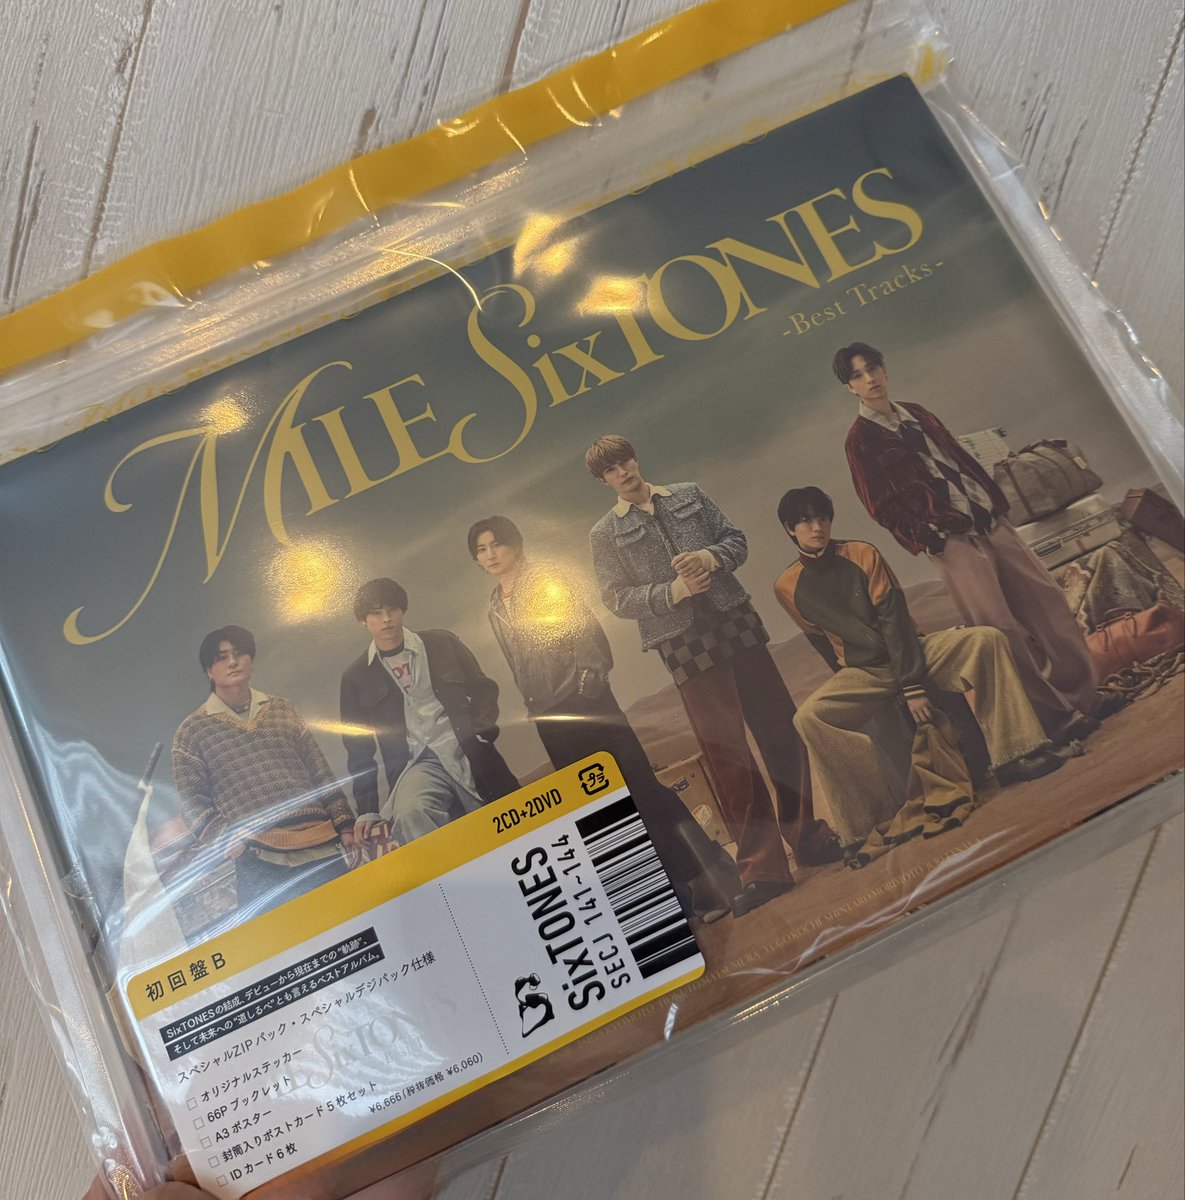 MILE SixTONES
-Best Tracks-
2CD+2DVD
プラ
初回盤B
SixTONESの結成、デビューから現在までの“軌跡”、
そして未来への“道しるべ”とも言えるベストアルバム。
スペシャルZIPパック・スペシャルデジパック仕様
□ オリジナルステッカー
□ 66Pブックレット
□ A3ポスター
□ 封筒入りポストカード5枚セット
□ IDカード6枚
¥6,666/(税抜価格 ¥6,060)
SixTONES
SECJ 141~144